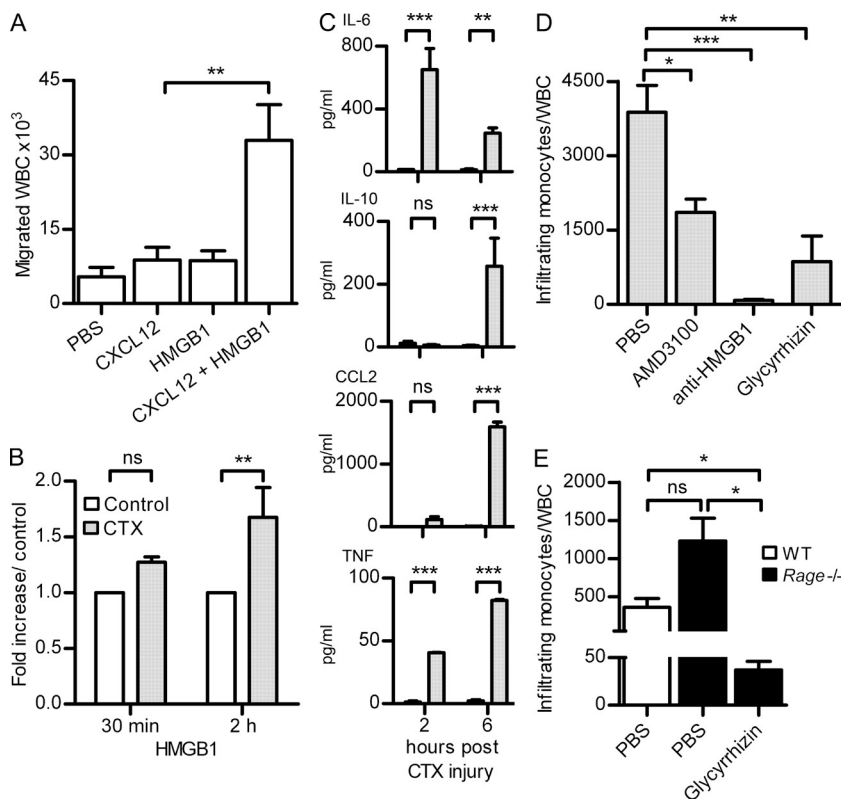 A
**
45
30
15
0
Migrated WBC x10³
PBS
CXCL12
HMGB1
CXCL12 + HMGB1
B
ns
**
2.0
1.5
1.0
0.5
0.0
Fold increase/ control
Control
CTX
30 min
2 h
HMGB1
C
IL-6
***
**
800
400
0
pg/ml
IL-10
ns
***
400
200
0
pg/ml
CCL2
ns
***
2000
1000
0
pg/ml
TNF
***
***
100
50
0
pg/ml
2
6
hours post
CTX injury
D
**
***
*
4500
3000
1500
0
Infiltrating monocytes/WBC
PBS
AMD3100
anti-HMGB1
Glycyrrhizin
E
*
ns
*
2000
1500
1000
500
50
0
Infiltrating monocytes/WBC
WT
Rage-/-
PBS
PBS
Glycyrrhizin